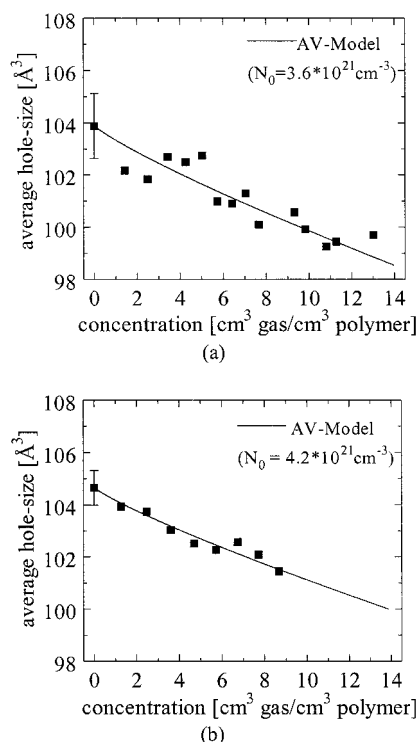 108
AV-Model
(N₀=3.6*10²¹cm⁻³)
106
104
102
100
98
average hole-size [Å³]
0 2 4 6 8 10 12 14
concentration [cm³ gas/cm³ polymer]
(a)
108
AV-Model
(N₀ = 4.2*10²¹cm⁻³)
106
104
102
100
98
average hole-size [Å³]
0 2 4 6 8 10 12 14
concentration [cm³ gas/cm³ polymer]
(b)